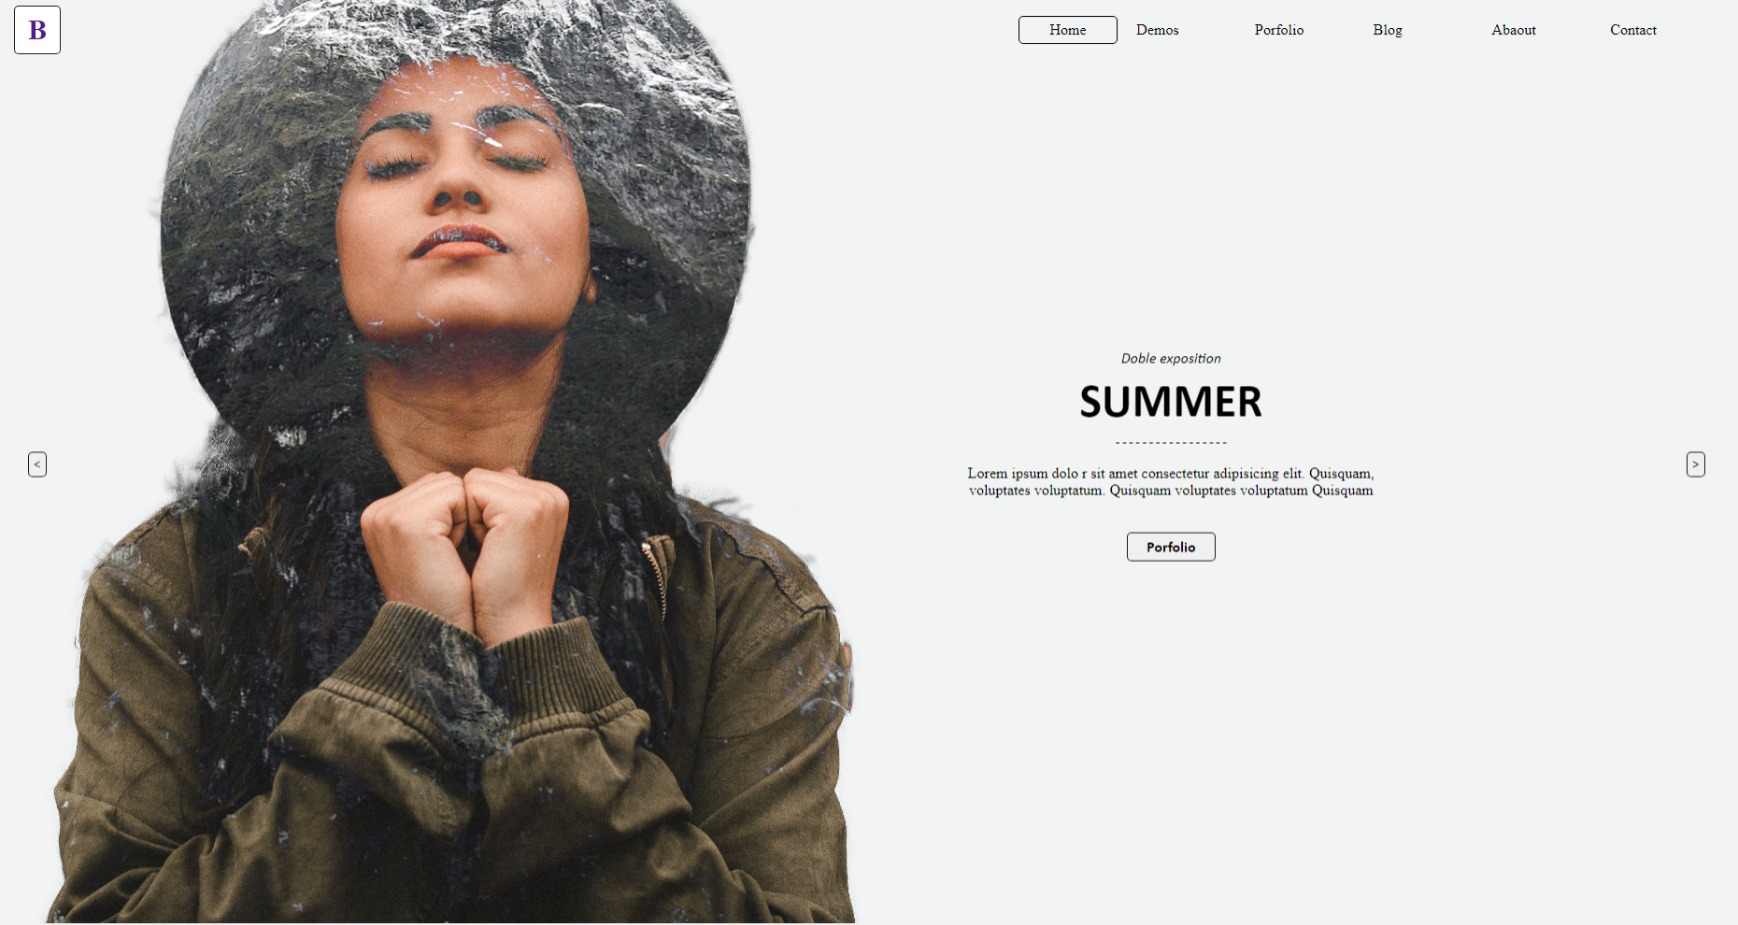 B
Home Demos Porfolio Blog Abaout Contact
Doble exposition
SUMMER
-----------------
Lorem ipsum dolo r sit amet consectetur adipisicing elit. Quisquam,
voluptates voluptatum. Quisquam voluptates voluptatum Quisquam
< >
Porfolio